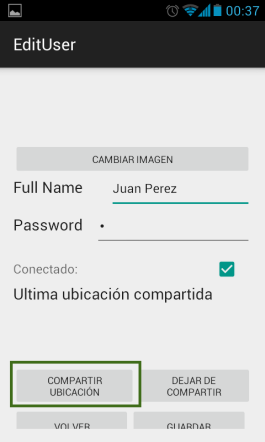 00:37
EditUser
CAMBIAR IMAGEN
Full Name Juan Perez
Password •
Conectado:
Ultima ubicación compartida
COMPARTIR UBICACIÓN
DEJAR DE COMPARTIR
VOLVER GUARDAR